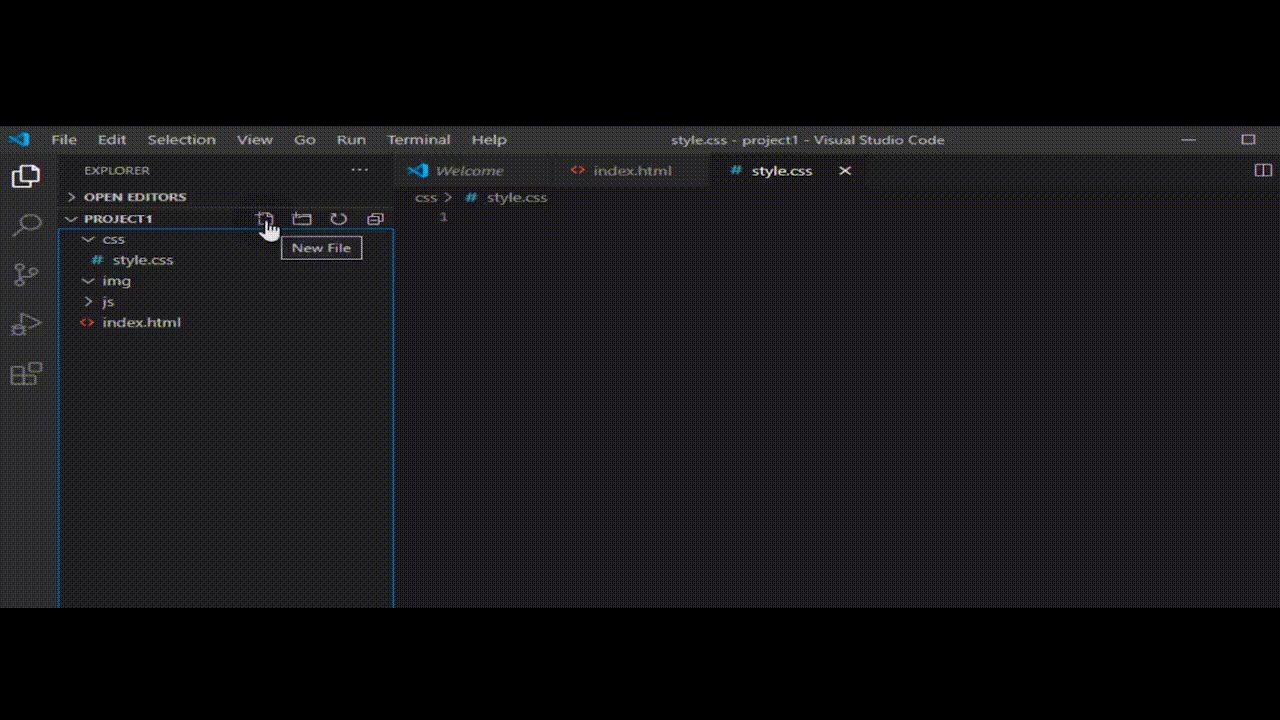 File Edit Selection View Go Run Terminal Help style.css - project1 - Visual Studio Code
EXPLORER ··· Welcome <> index.html # style.css ×
> OPEN EDITORS css > # style.css
PROJECT1 1
css New File
# style.css
img
> js
<> index.html